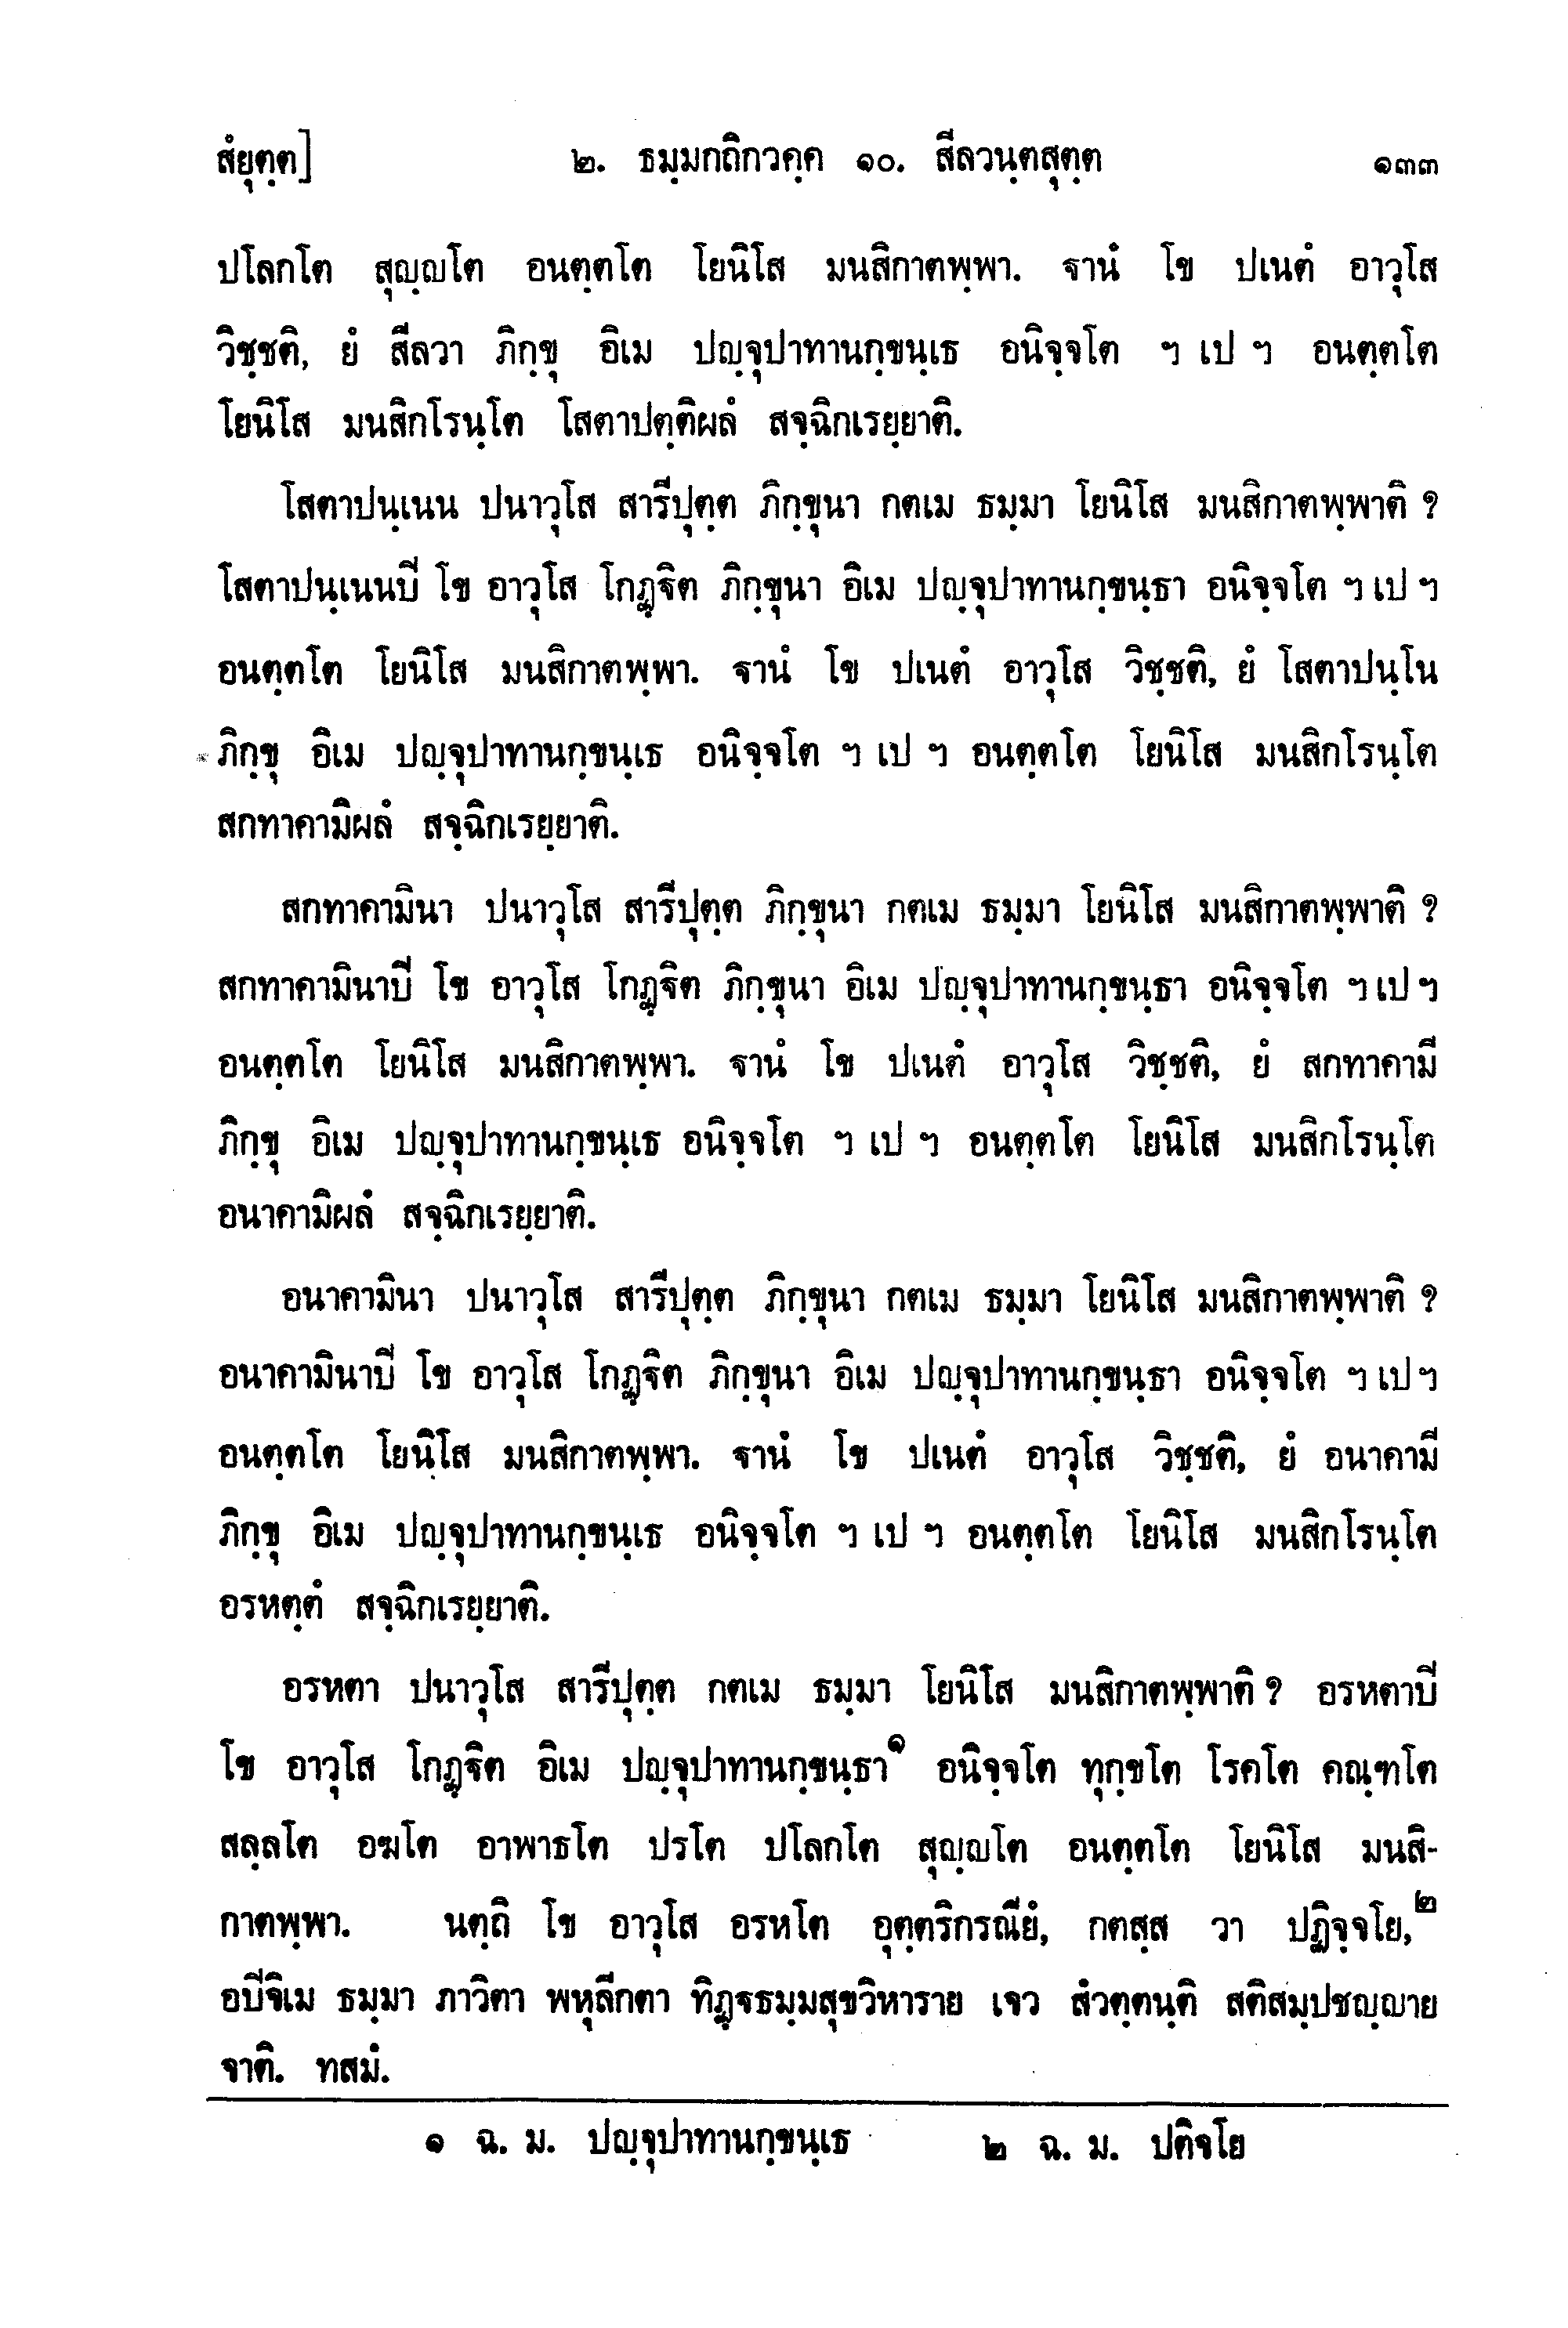 สํยุตฺต]	๒. ธมฺมกถิกวคฺค ๑๐. สีลวนฺตสุตฺต	๑๓๓
ปโลกโต สุญฺญโต อนตฺตโต โยนิโส มนสิกาตพฺพา. ฐานํ โข ปเนตํ อาวุโส
วิชฺชติ, ยํ สีลวา ภิกฺขุ อิเม ปญฺจุปาทานกฺขนฺเธ อนิจฺจโต ฯ เป ฯ อนตฺตโต
โยนิโส มนสิกโรนฺโต โสตาปตฺติผลํ สจฺฉิกเรยฺยาติ.
โสตาปนฺเนน ปนาวุโส สารีปุตฺต ภิกฺขุนา กตเม ธมฺมา โยนิโส มนสิกาตพฺพาติ ?
โสตาปนฺเนนปี โข อาวุโส โกฏฺฐิต ภิกฺขุนา อิเม ปญฺจุปาทานกฺขนฺธา อนิจฺจโต ฯ เป ฯ
อนตฺตโต โยนิโส มนสิกาตพฺพา. ฐานํ โข ปเนตํ อาวุโส วิชฺชติ, ยํ โสตาปนฺโน
ภิกฺขุ อิเม ปญฺจุปาทานกฺขนฺเธ อนิจฺจโต ฯ เป ฯ อนตฺตโต โยนิโส มนสิกโรนฺโต
สกทาคามิผลํ สจฺฉิกเรยฺยาติ.
สกทาคามินา ปนาวุโส สารีปุตฺต ภิกฺขุนา กตเม ธมฺมา โยนิโส มนสิกาตพฺพาติ ?
สกทาคามินาปี โข อาวุโส โกฏฺฐิต ภิกฺขุนา อิเม ปญฺจุปาทานกฺขนฺธา อนิจฺจโต ฯ เป ฯ
อนตฺตโต โยนิโส มนสิกาตพฺพา. ฐานํ โข ปเนตํ อาวุโส วิชฺชติ, ยํ สกทาคามี
ภิกฺขุ อิเม ปญฺจุปาทานกฺขนฺเธ อนิจฺจโต ฯ เป ฯ อนตฺตโต โยนิโส มนสิกโรนฺโต
อนาคามิผลํ สจฺฉิกเรยฺยาติ.
อนาคามินา ปนาวุโส สารีปุตฺต ภิกฺขุนา กตเม ธมฺมา โยนิโส มนสิกาตพฺพาติ ?
อนาคามินาปี โข อาวุโส โกฏฺฐิต ภิกฺขุนา อิเม ปญฺจุปาทานกฺขนฺธา อนิจฺจโต ฯ เป ฯ
อนตฺตโต โยนิโส มนสิกาตพฺพา. ฐานํ โข ปเนตํ อาวุโส วิชฺชติ, ยํ อนาคามี
ภิกฺขุ อิเม ปญฺจุปาทานกฺขนฺเธ อนิจฺจโต ฯ เป ฯ อนตฺตโต โยนิโส มนสิกโรนฺโต
อรหตฺตํ สจฺฉิกเรยฺยาติ.
อรหตา ปนาวุโส สารีปุตฺต กตเม ธมฺมา โยนิโส มนสิกาตพฺพาติ ? อรหตาปี
โข อาวุโส โกฏฺฐิต อิเม ปญฺจุปาทานกฺขนฺธา๑ อนิจฺจโต ทุกฺขโต โรคโต คณฺฑโต
สลฺลโต อฆโต อาพาธโต ปรโต ปโลกโต สุญฺญโต อนตฺตโต โยนิโส มนสิ-
กาตพฺพา. นตฺถิ โข อาวุโส อรหโต อุตฺตริกรณียํ, กตสฺส วา ปฏิจฺจโย,๒
อปีจิเม ธมฺมา ภาวิตา พหุลีกตา ทิฏฺฐธมฺมสุขวิหาราย เจว สํวตฺตนฺติ สติสมฺปชญฺญาย
จาติ. ทสมํ.
๑ ฉ. ม. ปญฺจุปาทานกฺขนฺเธ	๒ ฉ. ม. ปติจโย